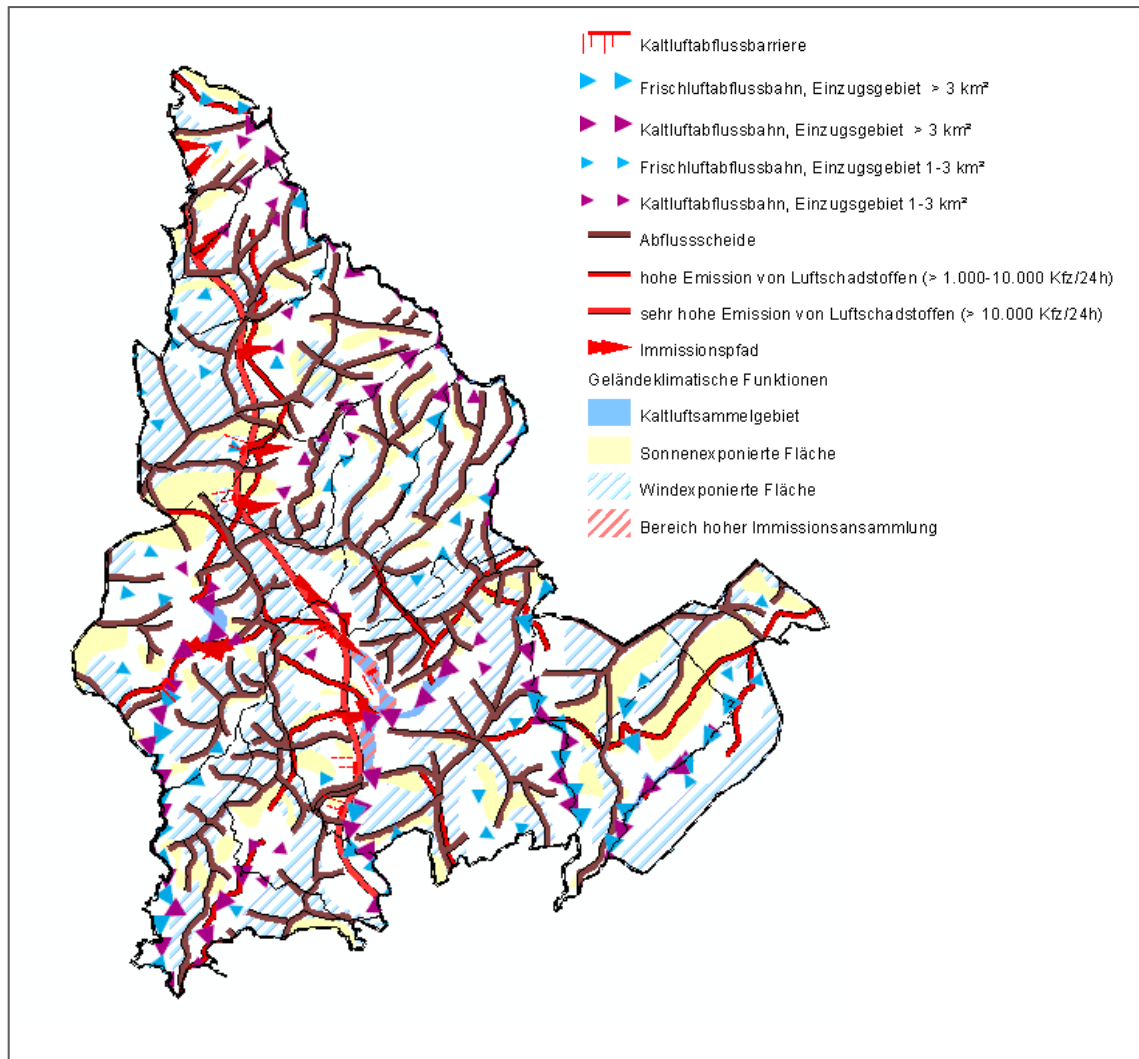 Kaltluftabflussbarriere
Frischluftabflussbahn, Einzugsgebiet > 3 km²
Kaltluftabflussbahn, Einzugsgebiet > 3 km²
Frischluftabflussbahn, Einzugsgebiet 1-3 km²
Kaltluftabflussbahn, Einzugsgebiet 1-3 km²
Abflussscheide
hohe Emission von Luftschadstoffen (> 1.000-10.000 Kfz/24h)
sehr hohe Emission von Luftschadstoffen (> 10.000 Kfz/24h)
Immissionspfad
Geländeklimatische Funktionen
Kaltluftsammelgebiet
Sonnenexponierte Fläche
Windexponierte Fläche
Bereich hoher Immissionsansammlung